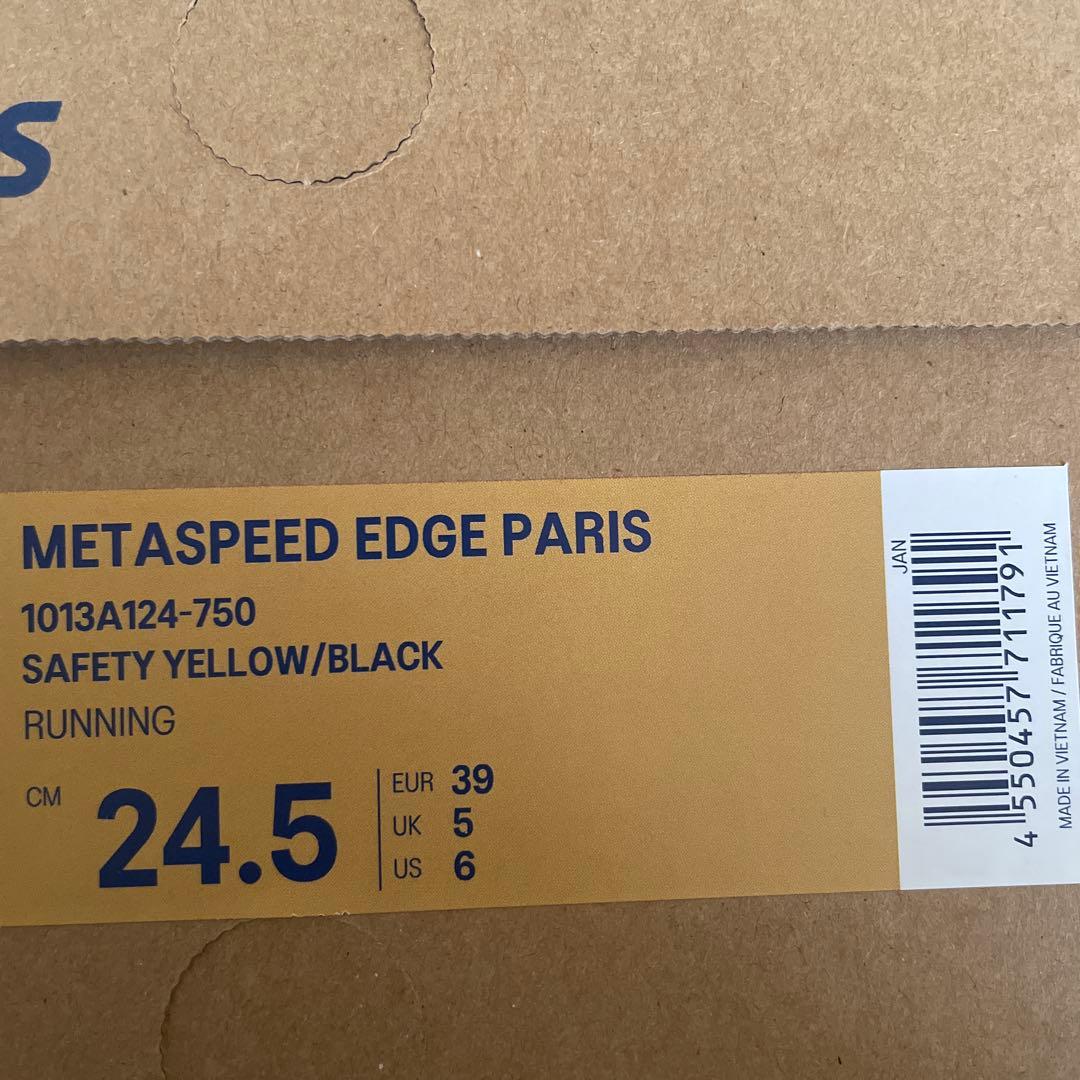 s
METASPEED EDGE PARIS
1013A124-750
SAFETY YELLOW/BLACK
RUNNING
CM 24.5
EUR 39
UK 5
US 6
JAN
4 550457 711791
MADE IN VIETNAM / FABRIQUE AU VIETNAM